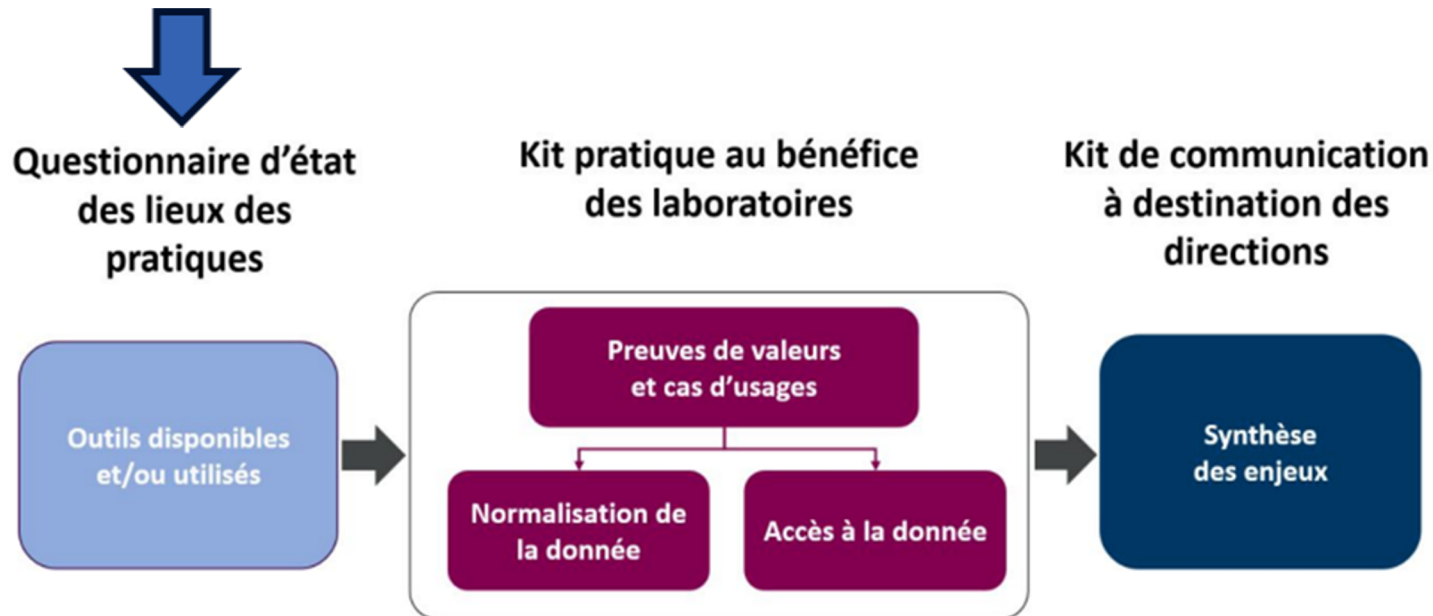 Questionnaire d'état
des lieux des
pratiques
Kit pratique au bénéfice
des laboratoires
Kit de communication
à destination des
directions
Outils disponibles
et/ou utilisés
Preuves de valeurs
et cas d'usages
Normalisation de
la donnée
Accès à la donnée
Synthèse
des enjeux